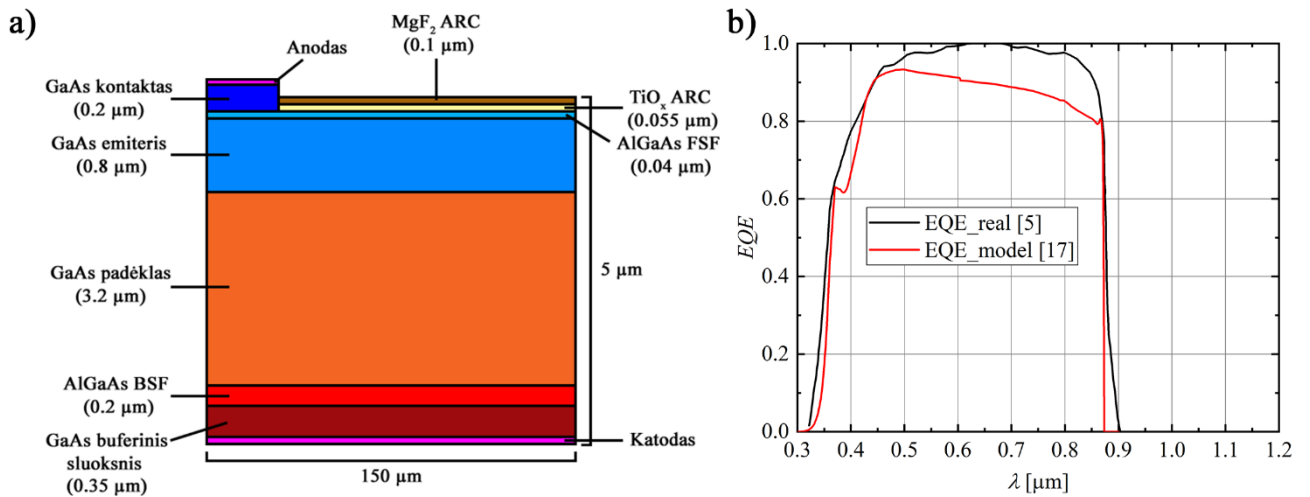 a)
MgF₂ ARC
(0.1 µm)
Anodas
GaAs kontaktas
(0.2 µm)
TiOₓ ARC
(0.055 µm)
AlGaAs FSF
(0.04 µm)
GaAs emiteris
(0.8 µm)
GaAs padėklas
(3.2 µm)
5 µm
AlGaAs BSF
(0.2 µm)
GaAs buferinis
sluoksnis
(0.35 µm)
Katodas
150 µm
b)
1.0
0.8
0.6
0.4
0.2
0.0
EQE
EQE_real [5]
EQE_model [17]
0.3 0.4 0.5 0.6 0.7 0.8 0.9 1.0 1.1 1.2
λ [µm]